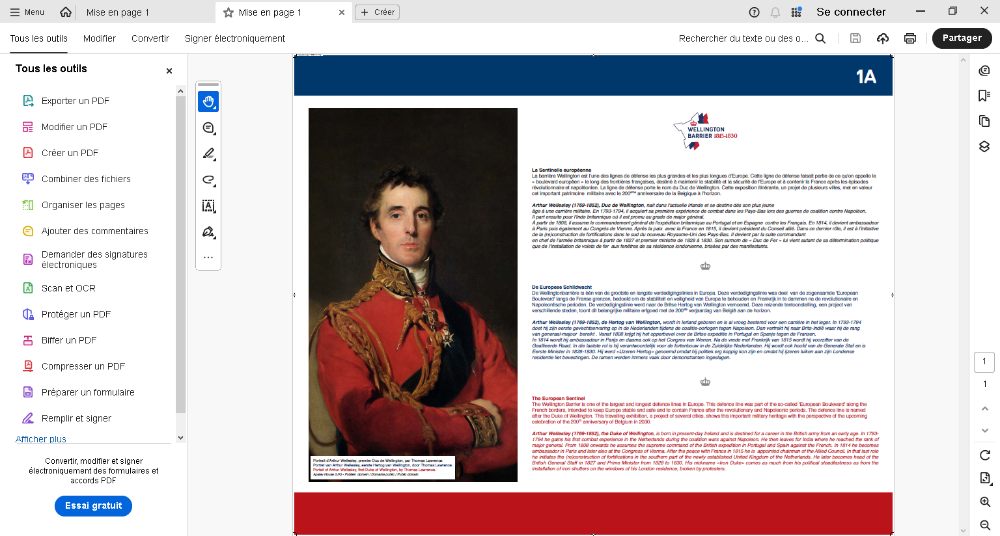 Menu
Mise en page 1
Mise en page 1
Créer
Se connecter
Tous les outils
Modifier
Convertir
Signer électroniquement
Rechercher du texte ou des o...
Partager
Tous les outils
Exporter un PDF
Modifier un PDF
Créer un PDF
Combiner des fichiers
Organiser les pages
Ajouter des commentaires
Demander des signatures
électroniques
Scan et OCR
Protéger un PDF
Biffer un PDF
Compresser un PDF
Préparer un formulaire
Remplir et signer
Afficher plus
Convertir, modifier et signer
électroniquement des formulaires et
accords PDF
Essai gratuit
1A
WELLINGTON
BARRIER 1815-1830
La Sentinelle européenne
La barrière Wellington est l'une des lignes de défense les plus grandes et les plus longues d'Europe. Cette ligne de défense faisait partie de ce qu'on appelle le
« boulevard européen » le long des frontières françaises, destiné à maintenir la stabilité et la sécurité de l'Europe et à contenir la France après les épisodes
révolutionnaire et napoléonien. La ligne de défense porte le nom du Duc de Wellington. Cette exposition itinérante, un projet de plusieurs villes, met en valeur
cet important patrimoine militaire avec le 200ème anniversaire de la Belgique à l'horizon.
Arthur Wellesley (1769-1852), Duc de Wellington, nait dans l'actuelle Irlande et se destine dès son plus jeune
âge à une carrière militaire. En 1793-1794, il acquiert sa première expérience de combat dans les Pays-Bas lors des guerres de coalition contre Napoléon.
Il part ensuite pour l'Inde britannique où il est promu au grade de major général.
À partir de 1808, il assume le commandement général de l'expédition britannique au Portugal et en Espagne contre les Français. En 1814, il devient ambassadeur
à Paris puis également au Congrés de Vienne. Après la paix avec la France en 1815, il devient président du Conseil allié. Dans ce dernier rôle, il est à l'initiative
de la (re)construction de fortifications dans le sud du nouveau Royaume-Uni des Pays-Bas. Il devient par la suite commandant
en chef de l'armée britannique à partir de 1827 et premier ministre de 1828 à 1830. Son surnom de « Duc de Fer » lui vient autant de sa détermination politique
que de l'installation de volets de fer aux fenêtres de sa résidence londonienne, brisées par des manifestants.
De Europese Schildwacht
De Wellingtonbarrière is één van de grootste en langste verdedigingslinies in Europa. Deze verdedigingslinie was deel van de zogenaamde 'European
Boulevard' langs de Franse grenzen, bedoeld om de stabiliteit en veiligheid van Europa te behouden en Frankrijk in te dammen na de revolutionaire en
Napoleontische perioden. De verdedigingslinie werd naar de Britse Hertog van Wellington vernoemd. Deze reizende tentoonstelling, een project van
verschillende steden, toont dit belangrijke militaire erfgoed met de 200ste verjaardag van België aan de horizon.
Arthur Wellesley (1769-1852), de Hertog van Wellington, wordt in Ierland geboren en is al vroeg bestemd voor een carrière in het leger. In 1793-1794
doet hij zijn eerste gevechtservaring op in de Nederlanden tijdens de coalitie-oorlogen tegen Napoleon. Dan vertrekt hij naar Brits-Indië waar hij de rang
van generaal-majoor bereikt . Vanaf 1808 krijgt hij het opperbevel over de Britse expeditie in Portugal en Spanje tegen de Fransen.
In 1814 wordt hij ambassadeur in Parijs en daarna ook op het Congres van Wenen. Na de vrede met Frankrijk van 1815 wordt hij voorzitter van de
Geallieerde Raad. In die laatste rol is hij verantwoordelijk voor de fortenbouw in de Zuidelijke Nederlanden. Hij wordt ook hoofd van de Generale Staf en is
Eerste Minister in 1828-1830. Hij werd «IJzeren Hertog» genoemd omdat hij politiek erg koppig kon zijn en omdat hij ijzeren luiken aan zijn Londense
residentie liet bevestingen. De ramen werden immers vaak door demonstranten ingeslagen.
The European Sentinel
The Wellington Barrier is one of the largest and longest defence lines in Europe. This defence line was part of the so-called 'European Boulevard' along the
French borders, intended to keep Europe stable and safe and to contain France after the revolutionary and Napoleonic periods. The defence line is named
after the Duke of Wellington. This travelling exhibition, a project of several cities, shows this important military heritage with the perspective of the upcoming
celebration of the 200th anniversary of Belgium in 2030.
Arthur Wellesley (1769-1852), the Duke of Wellington, is born in present-day Ireland and is destined for a career in the British army from an early age. In 1793-
1794 he gains his first combat experience in the Netherlands during the coalition wars against Napoleon. He then leaves for India where he reached the rank of
major general. From 1808 onwards he assumes the supreme command of the British expedition in Portugal and Spain against the French. In 1814 he becomes
ambassador in Paris and later also at the Congress of Vienna. After the peace with France in 1815 he is appointed chairman of the Allied Council. In that last role
he initiates the (re)construction of fortifications in the southern part of the newly established United Kingdom of the Netherlands. He later becomes head of the
British General Staff in 1827 and Prime Minister from 1828 to 1830. His nickname «Iron Duke» comes as much from his political steadfastness as from the
installation of iron shutters on the windows of his London residence, broken by protesters.
Portrait d'Arthur Wellesley, premier Duc de Wellington, par Thomas Lawrence.
Portret van Arthur Wellesley, eerste Hertog van Wellington, door Thomas Lawrence.
Portait of Arthur Wellesley, first Duke of Wellington, by Thomas Lawrence.
Apsley House (UK) - Publiek domein / Domaine public / Public domain
1
1